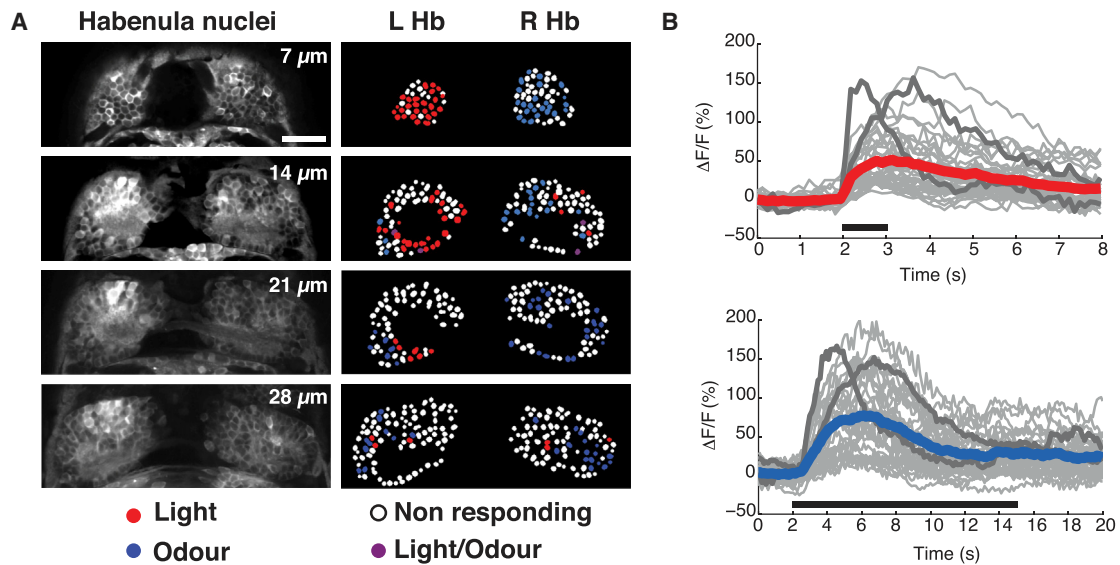 A
Habenula nuclei
L Hb
R Hb
7 µm
14 µm
21 µm
28 µm
Light
Non responding
Odour
Light/Odour
B
200
150
100
50
0
−50
ΔF/F (%)
0 1 2 3 4 5 6 7 8
Time (s)
200
150
100
50
0
−50
ΔF/F (%)
0 2 4 6 8 10 12 14 16 18 20
Time (s)